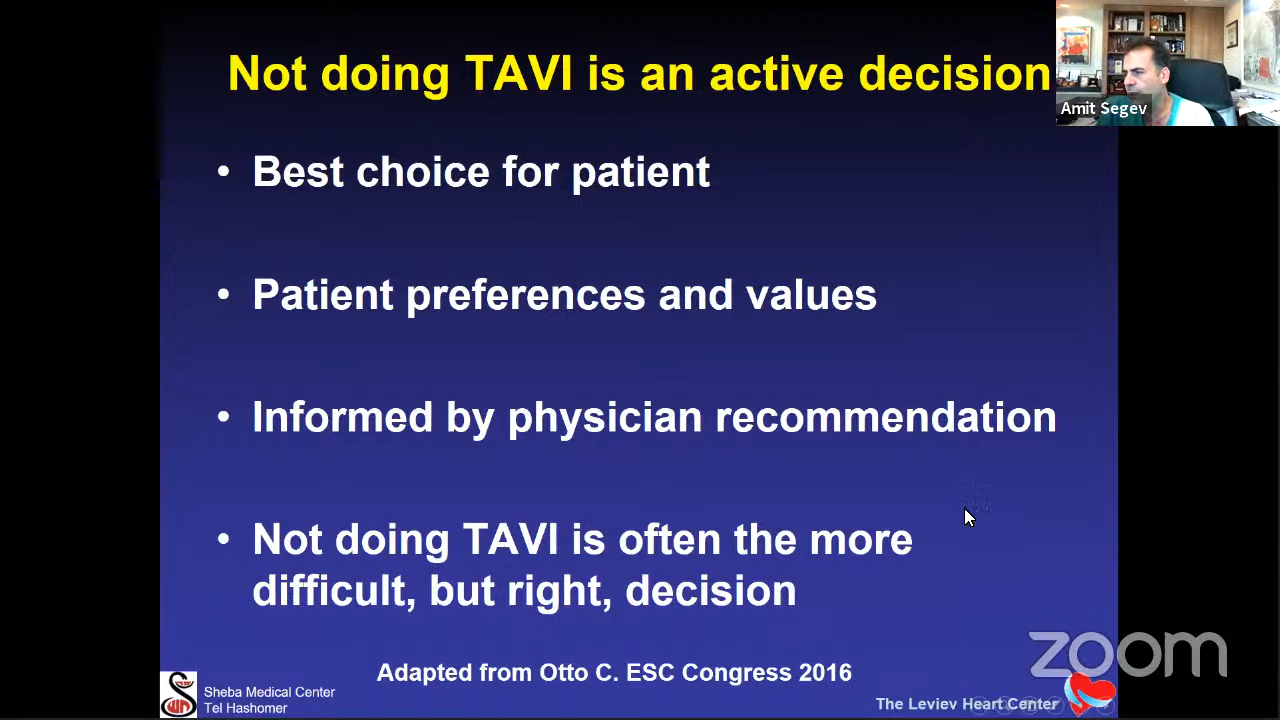 Not doing TAVI is an active decision
Amit Segev
• Best choice for patient
• Patient preferences and values
• Informed by physician recommendation
• Not doing TAVI is often the more
difficult, but right, decision
zoom
Adapted from Otto C. ESC Congress 2016
Sheba Medical Center
Tel Hashomer
The Leviev Heart Center